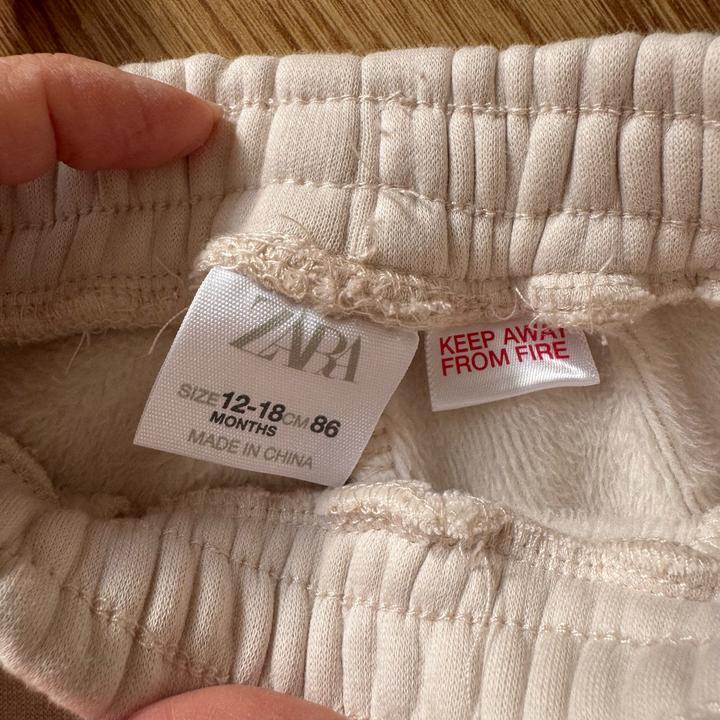 ZARA
SIZE 12-18 CM 86
MONTHS
MADE IN CHINA
KEEP AWAY
FROM FIRE